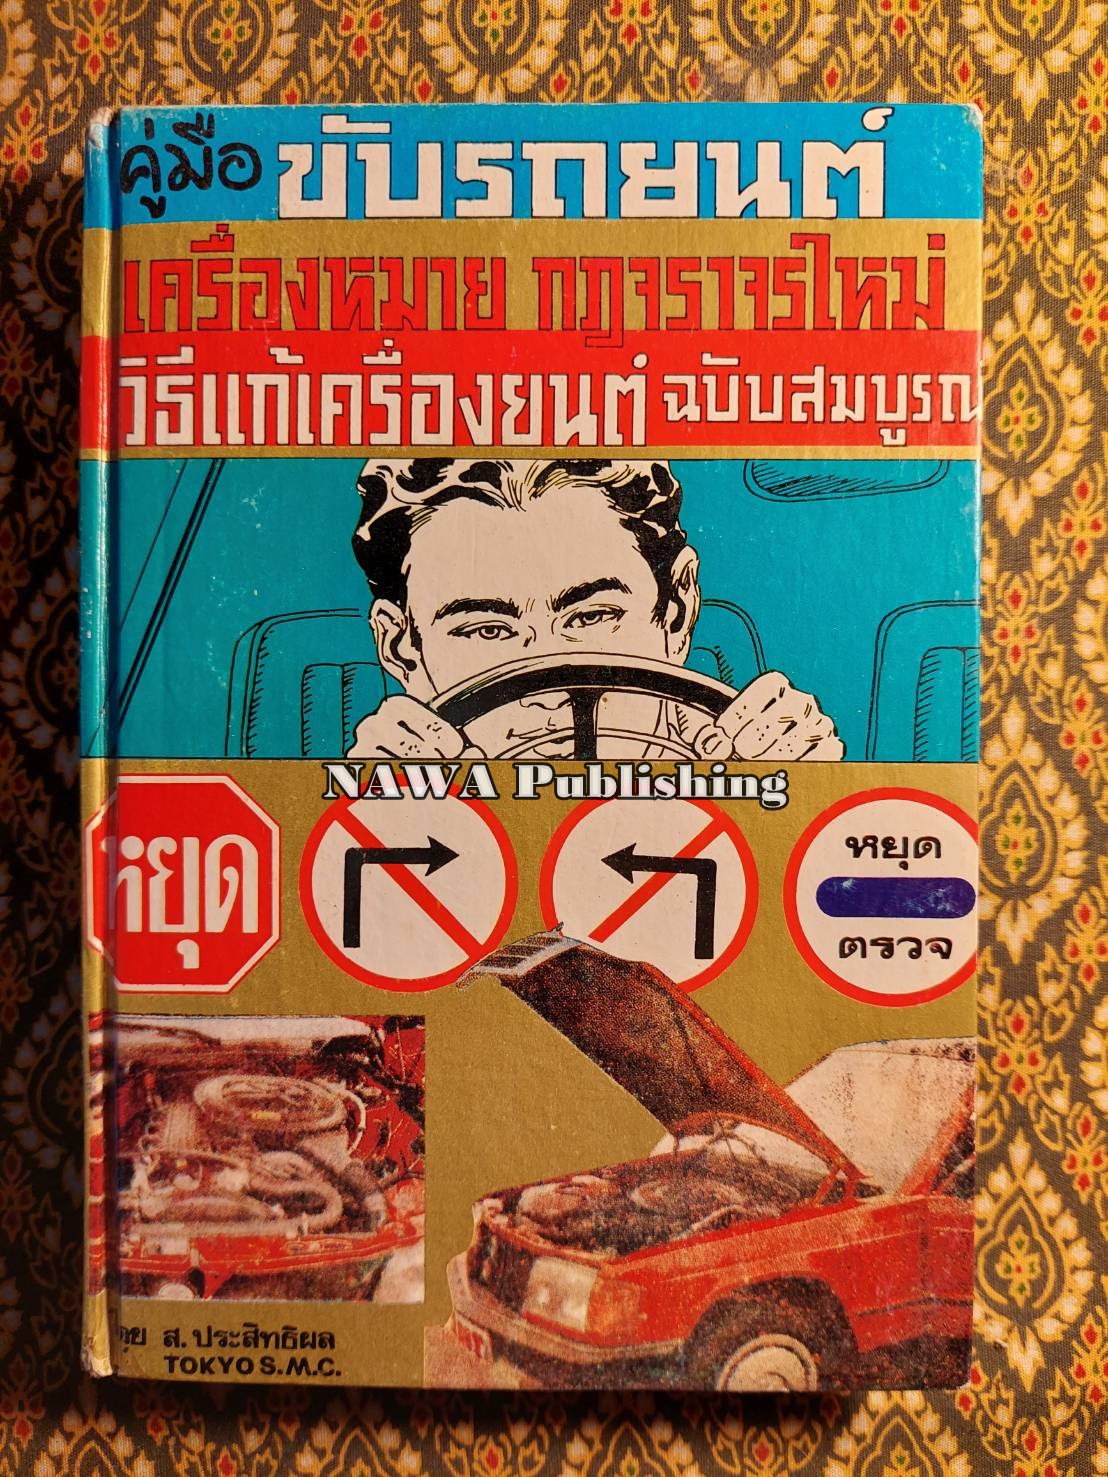 คู่มือ ขับรถยนต์
เครื่องหมาย กฎจราจรใหม่
วิธีแก้เครื่องยนต์ ฉบับสมบูรณ
NAWA Publishing
หยุด
หยุด
ตรวจ
ส. ประสิทธิผล
TOKYO S.M.C.